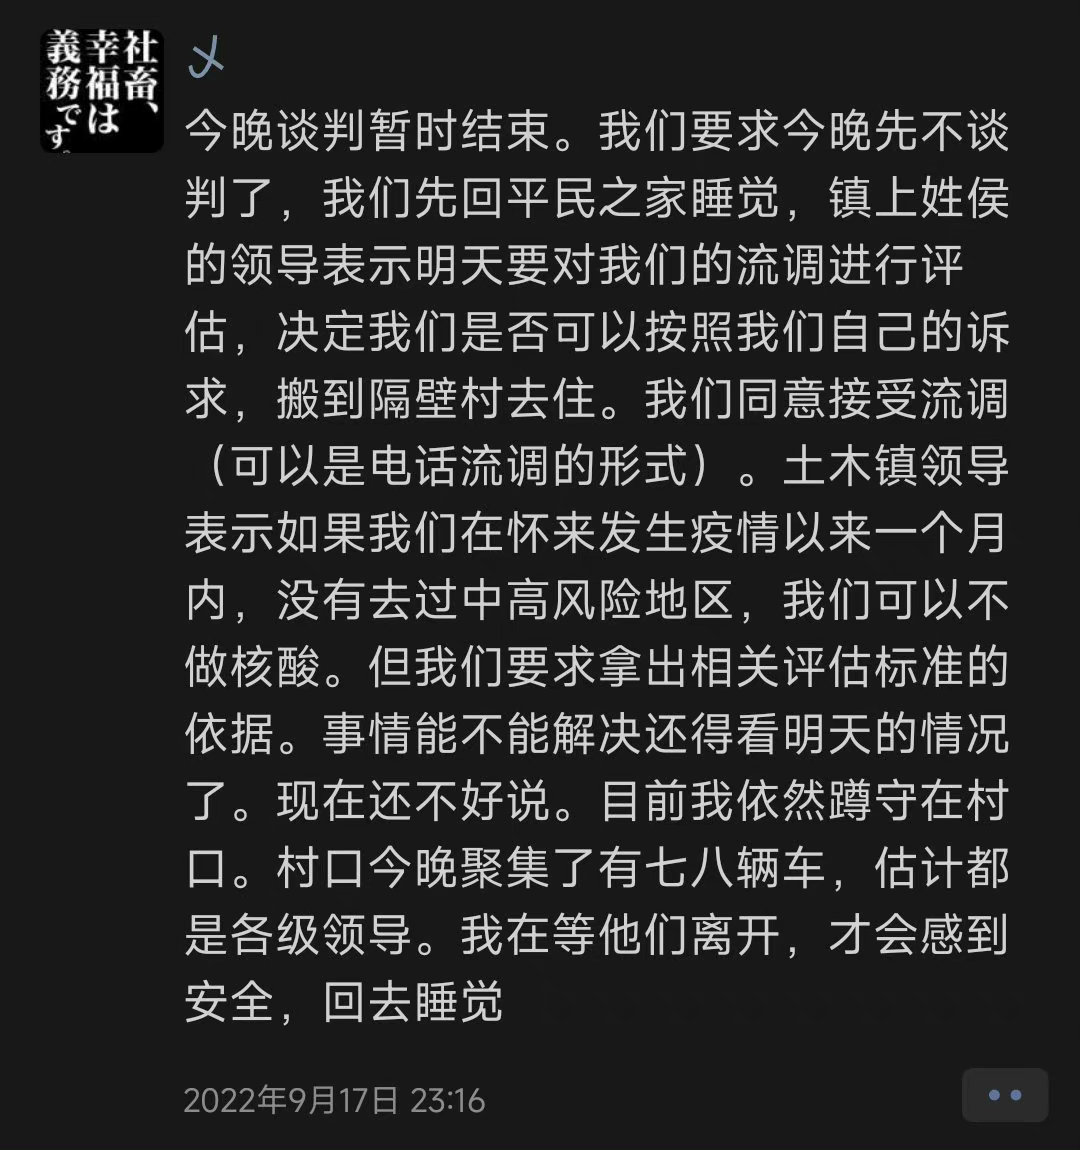 社畜、
幸福は
義務です。
乄
今晚谈判暂时结束。我们要求今晚先不谈
判了，我们先回平民之家睡觉，镇上姓侯
的领导表示明天要对我们的流调进行评
估，决定我们是否可以按照我们自己的诉
求，搬到隔壁村去住。我们同意接受流调
（可以是电话流调的形式）。土木镇领导
表示如果我们在怀来发生疫情以来一个月
内，没有去过中高风险地区，我们可以不
做核酸。但我们要求拿出相关评估标准的
依据。事情能不能解决还得看明天的情况
了。现在还不好说。目前我依然蹲守在村
口。村口今晚聚集了有七八辆车，估计都
是各级领导。我在等他们离开，才会感到
安全，回去睡觉
2022年9月17日 23:16